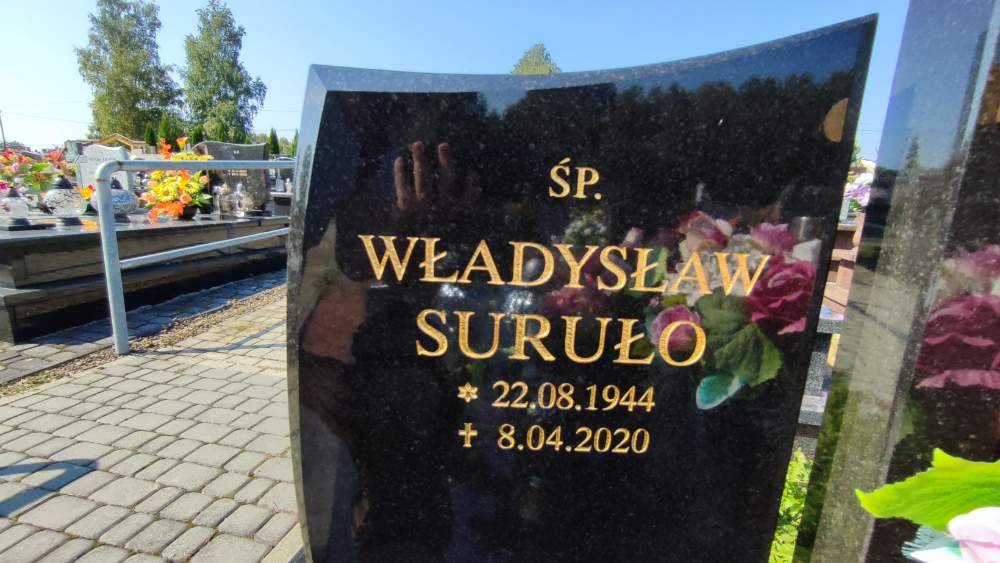 ŚP.
WŁADYSŁAW
SURUŁO
* 22.08.1944
✝ 8.04.2020